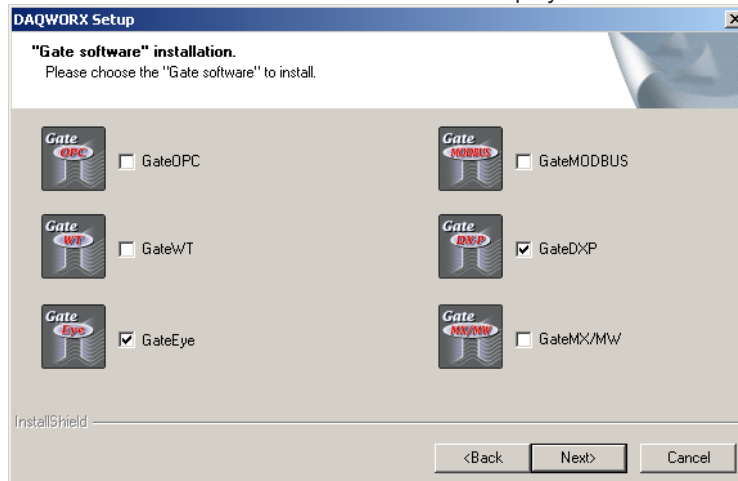 DAQWORX Setup
"Gate software" installation.
Please choose the "Gate software" to install.
Gate OPC
GateOPC
Gate MODBUS
GateMODBUS
Gate WT
GateWT
Gate DX-P
GateDXP
Gate Eye
GateEye
Gate MX/MW
GateMX/MW
InstallShield
<Back
Next>
Cancel